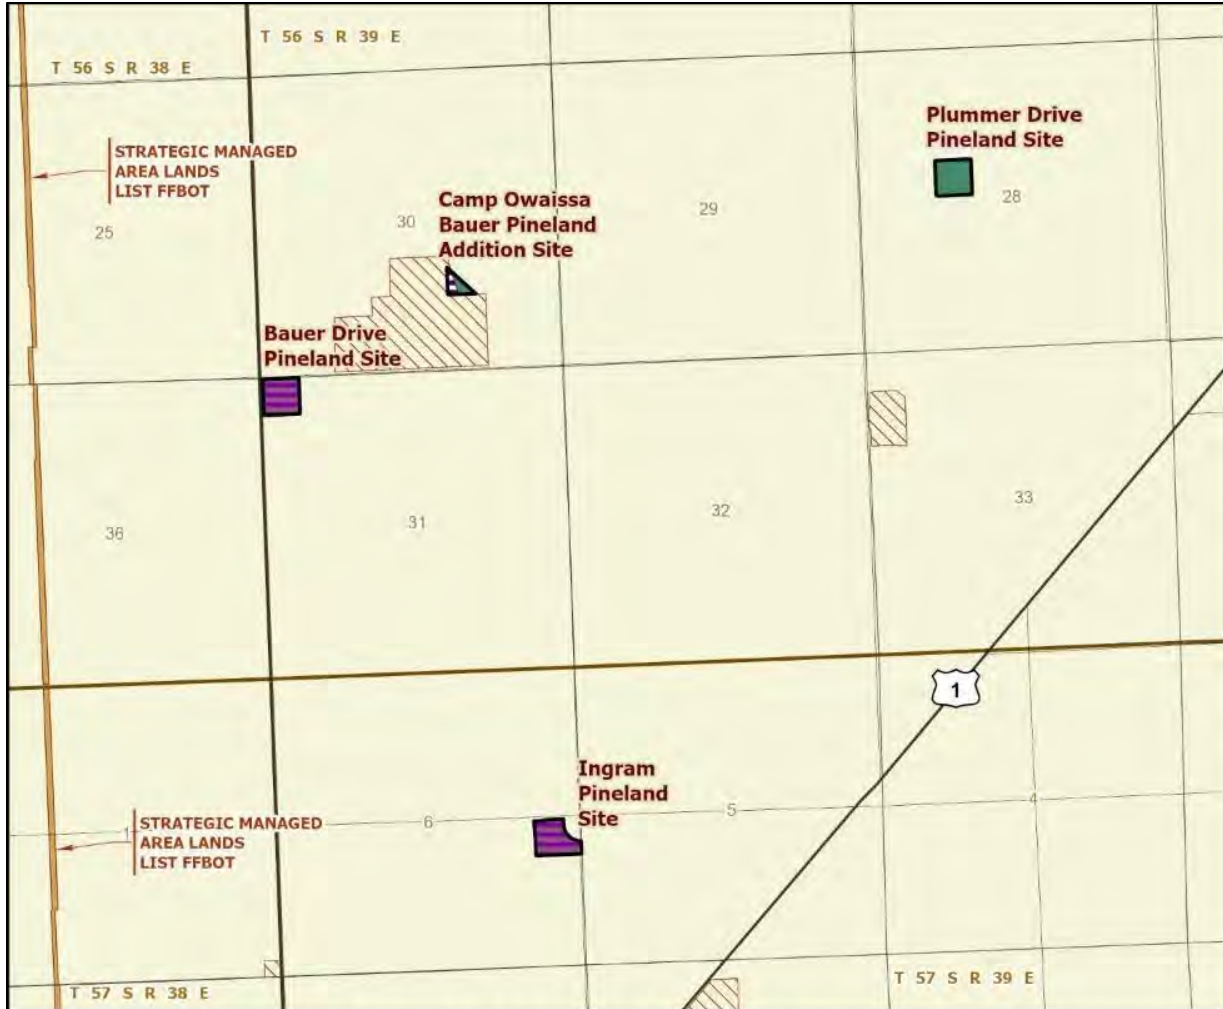 T 56 S R 39 E
T 56 S R 38 E
Plummer Drive
Pineland Site
STRATEGIC MANAGED
AREA LANDS
LIST FFBOT
Camp Owaissa
Bauer Pineland
Addition Site
25
30
29
28
Bauer Drive
Pineland Site
36
31
32
33
1
Ingram
Pineland
Site
STRATEGIC MANAGED
AREA LANDS
LIST FFBOT
1
6
5
4
T 57 S R 38 E
T 57 S R 39 E